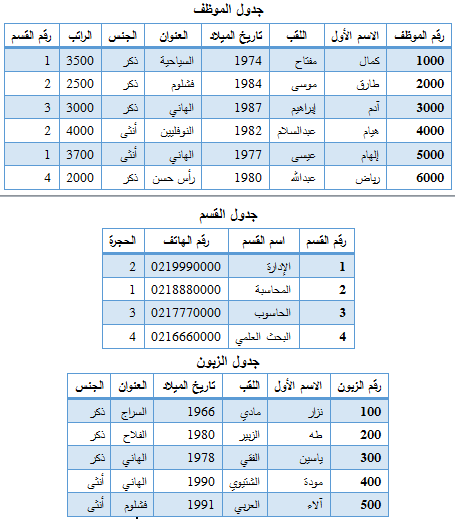 جدول الموظف
رقم الموظف الاسم الأول اللقب تاريخ الميلاد العنوان الجنس الراتب رقم القسم
1000 كمال مفتاح 1974 السياحية ذكر 3500 1
2000 طارق موسى 1984 فشلوم ذكر 2500 2
3000 آدم إبراهيم 1987 الهاني ذكر 3000 3
4000 هيام عبدالسلام 1982 النوفليين أنثى 4000 2
5000 إلهام عيسى 1977 الهاني أنثى 3700 1
6000 رياض عبدالله 1980 رأس حسن ذكر 2000 4
جدول القسم
رقم القسم اسم القسم رقم الهاتف الحجرة
1 الإدارة 0219990000 2
2 المحاسبة 0218880000 1
3 الحاسوب 0217770000 3
4 البحث العلمي 0216660000 4
جدول الزبون
رقم الزبون الاسم الأول اللقب تاريخ الميلاد العنوان الجنس
100 نزار مادي 1966 السراج ذكر
200 طه الزبير 1980 الفلاح ذكر
300 ياسين الفقي 1978 الهاني ذكر
400 مودة الشتيوي 1990 الهاني أنثى
500 آلاء العربي 1991 فشلوم أنثى